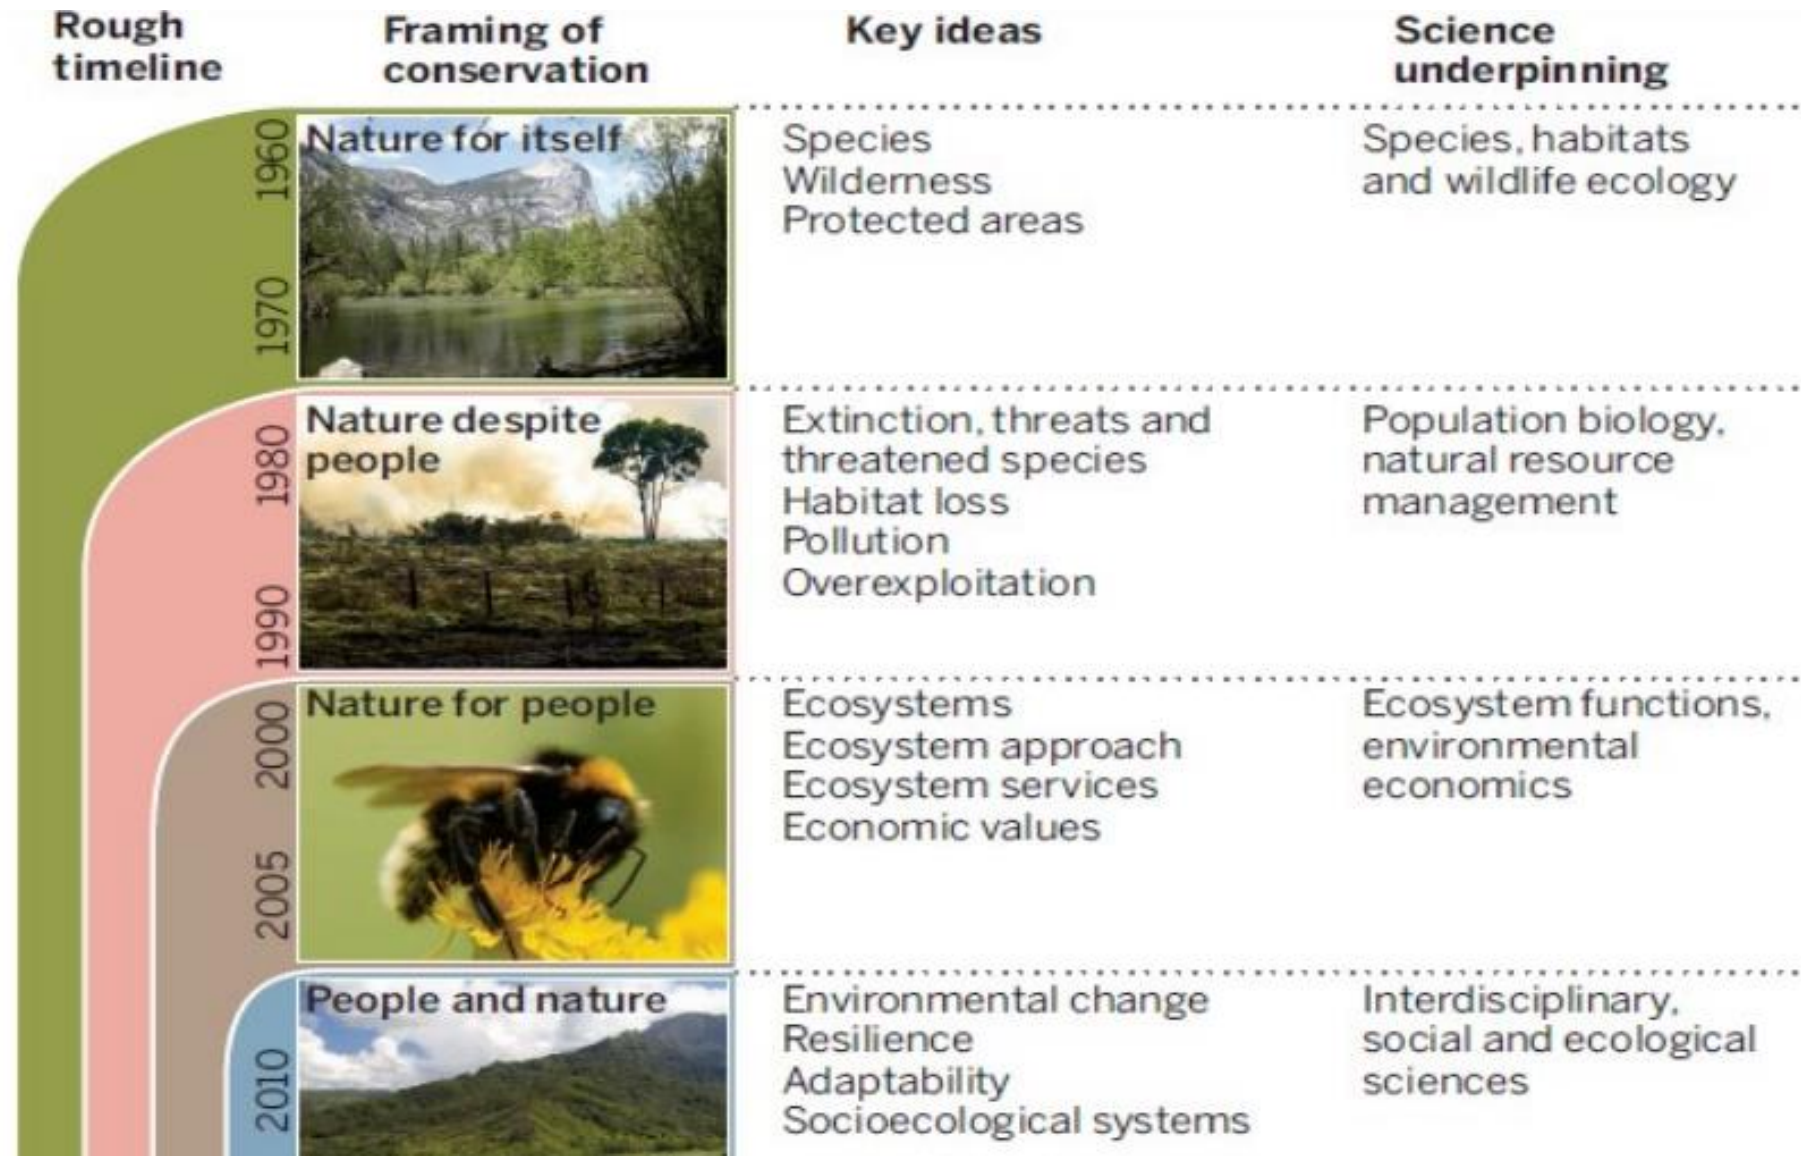 Rough
timeline
Framing of
conservation
Key ideas
Science
underpinning
1960
1970
Nature for itself
Species
Wilderness
Protected areas
Species, habitats
and wildlife ecology
1980
1990
Nature despite
people
Extinction, threats and
threatened species
Habitat loss
Pollution
Overexploitation
Population biology,
natural resource
management
2000
2005
Nature for people
Ecosystems
Ecosystem approach
Ecosystem services
Economic values
Ecosystem functions,
environmental
economics
2010
People and nature
Environmental change
Resilience
Adaptability
Socioecological systems
Interdisciplinary,
social and ecological
sciences